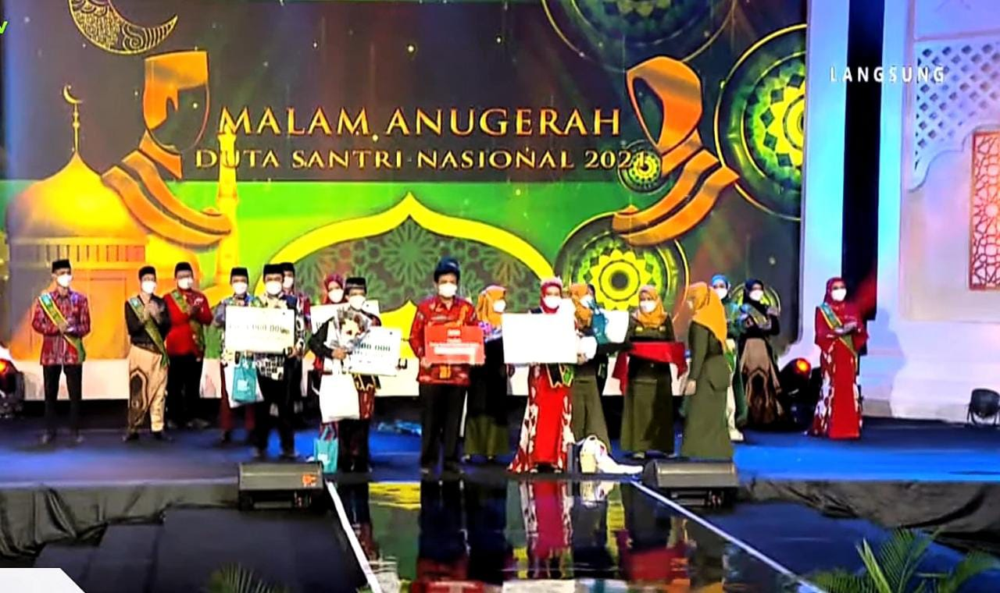 LANGSUNG
MALAM ANUGERAH
DUTA SANTRI NASIONAL 2021